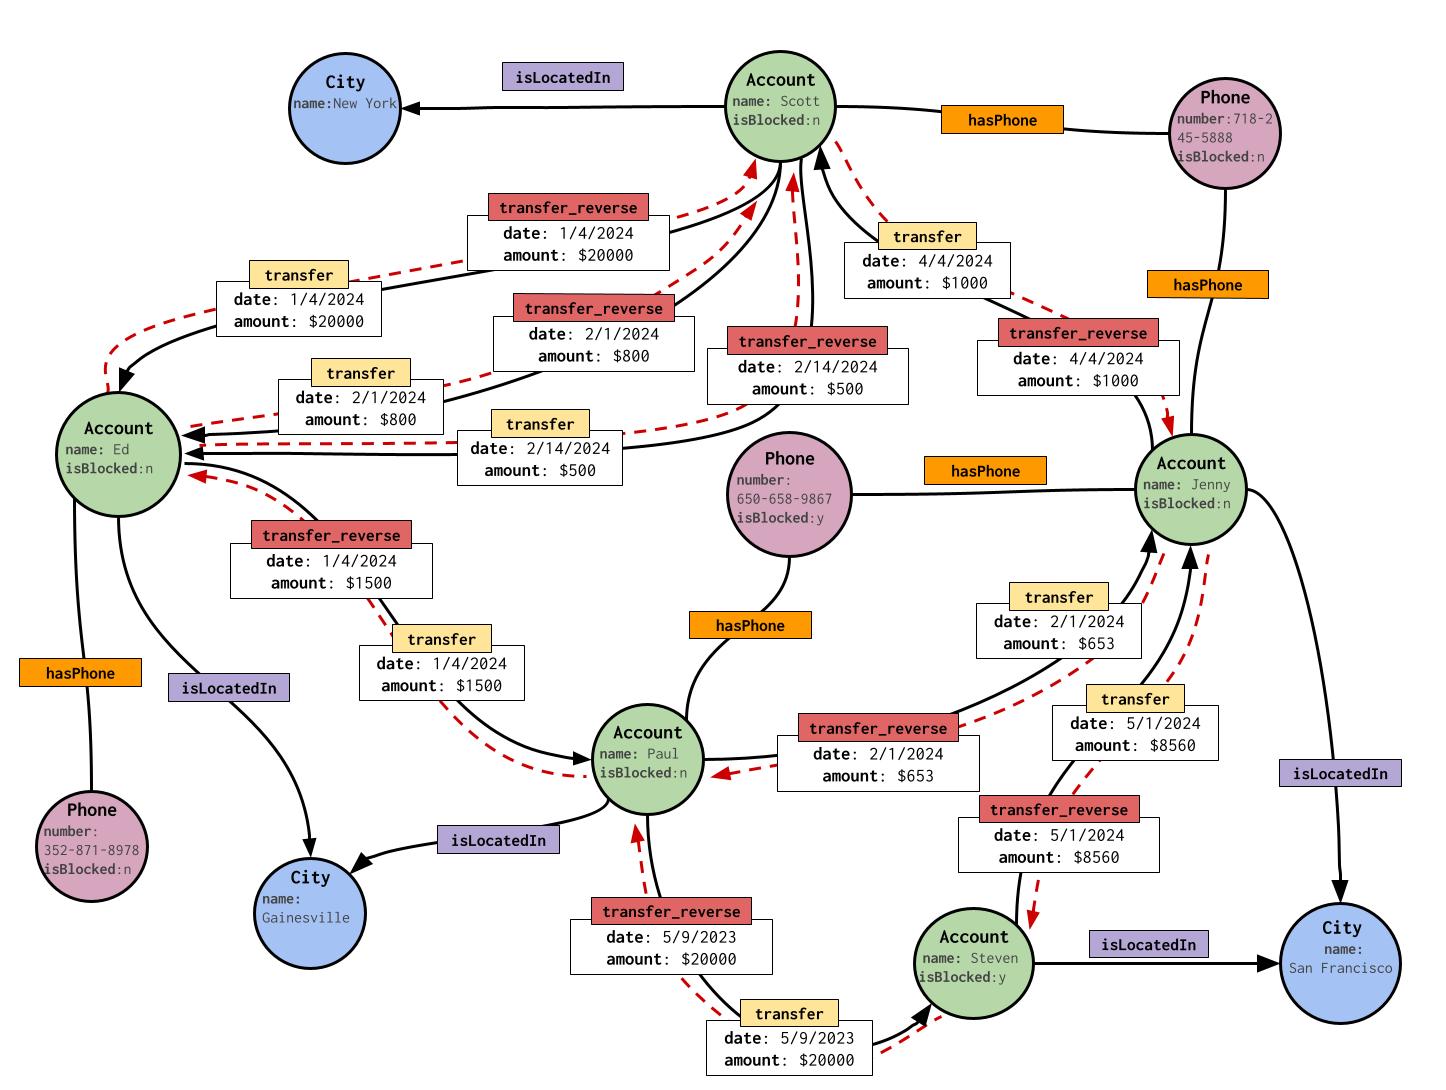 City
name:New York
isLocatedIn
Account
name: Scott
isBlocked:n
hasPhone
Phone
number:718-2
45-5888
isBlocked:n
transfer_reverse
date: 1/4/2024
amount: $20000
transfer
date: 1/4/2024
amount: $20000
transfer
date: 4/4/2024
amount: $1000
hasPhone
transfer_reverse
date: 2/1/2024
amount: $800
transfer_reverse
date: 2/14/2024
amount: $500
transfer_reverse
date: 4/4/2024
amount: $1000
transfer
date: 2/1/2024
amount: $800
transfer
date: 2/14/2024
amount: $500
Account
name: Ed
isBlocked:n
Phone
number:
650-658-9867
isBlocked:y
hasPhone
Account
name: Jenny
isBlocked:n
transfer_reverse
date: 1/4/2024
amount: $1500
transfer
date: 1/4/2024
amount: $1500
hasPhone
transfer
date: 2/1/2024
amount: $653
hasPhone
isLocatedIn
transfer
date: 5/1/2024
amount: $8560
Account
name: Paul
isBlocked:n
transfer_reverse
date: 2/1/2024
amount: $653
isLocatedIn
Phone
number:
352-871-8978
isBlocked:n
isLocatedIn
transfer_reverse
date: 5/1/2024
amount: $8560
City
name:
Gainesville
transfer_reverse
date: 5/9/2023
amount: $20000
Account
name: Steven
isBlocked:y
isLocatedIn
City
name:
San Francisco
transfer
date: 5/9/2023
amount: $20000